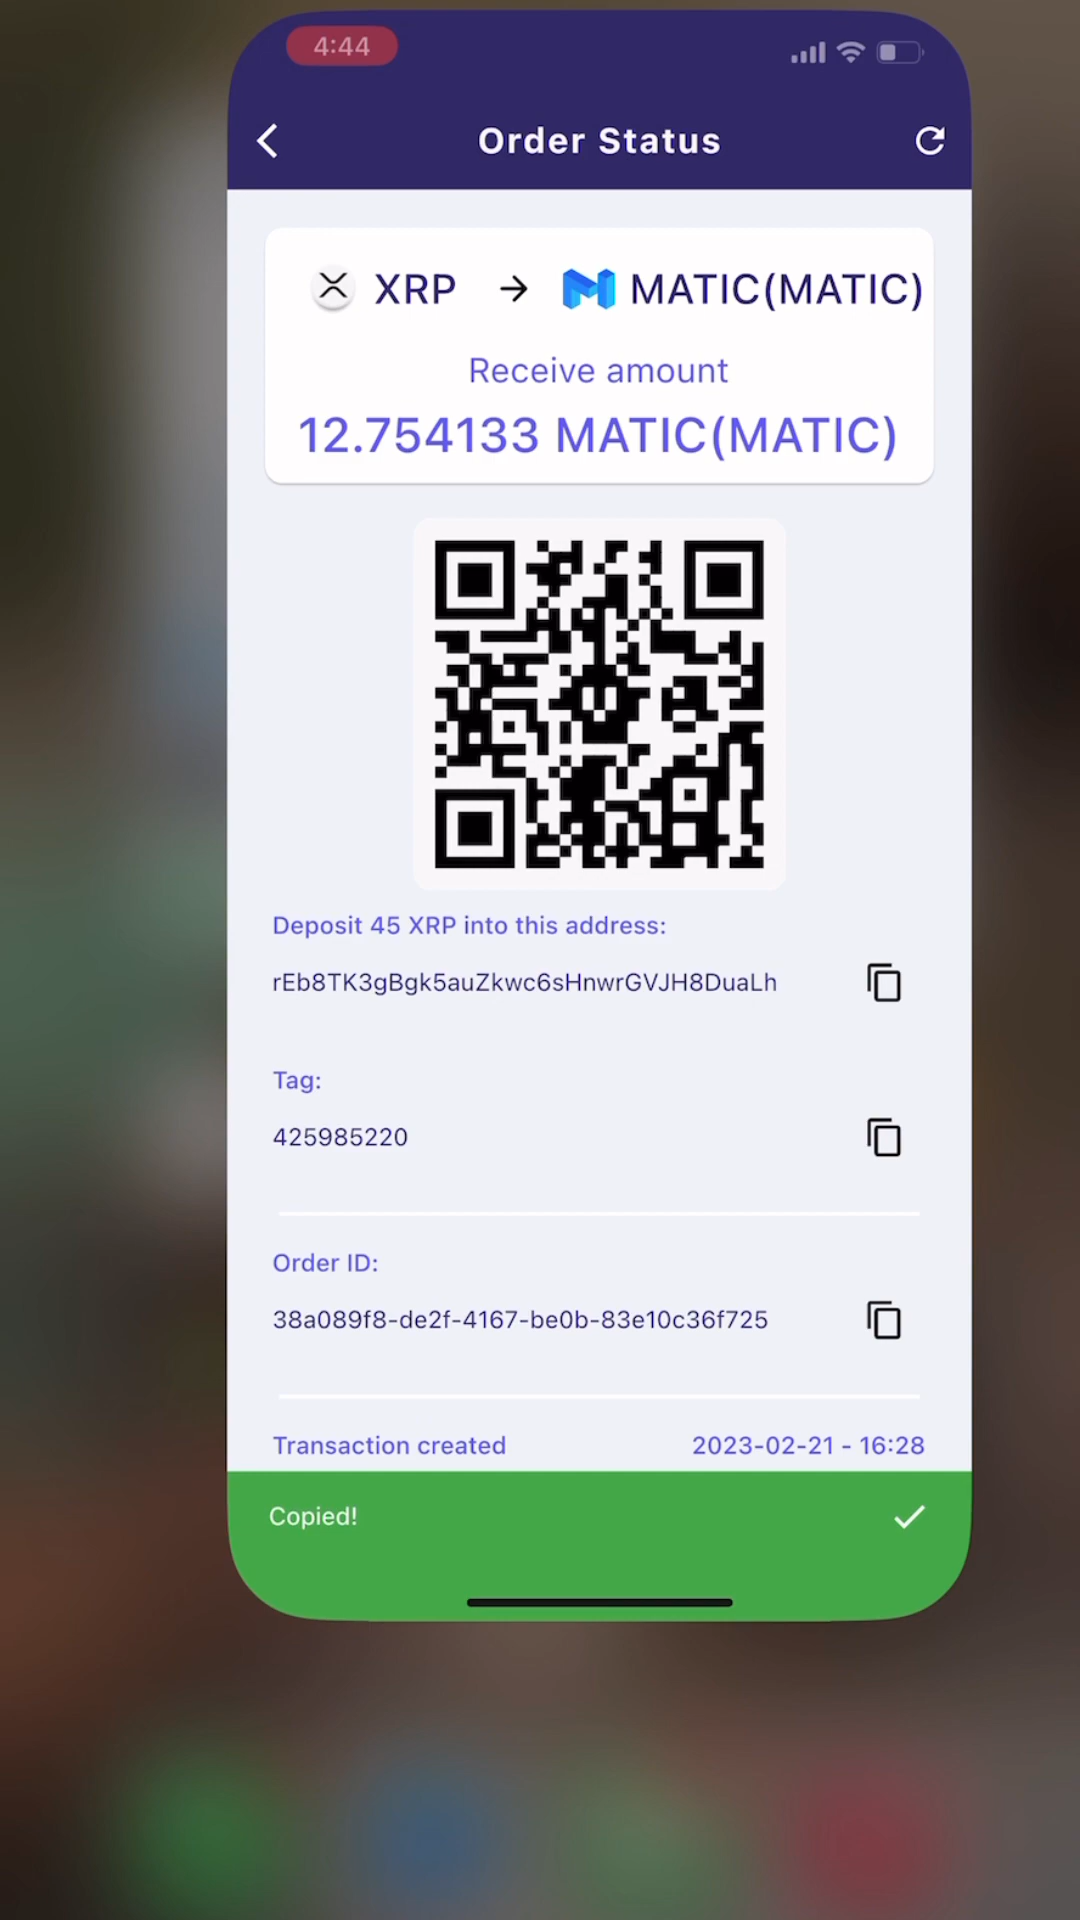 4:44
Order Status
XRP → MATIC(MATIC)
Receive amount
12.754133 MATIC(MATIC)
Deposit 45 XRP into this address:
rEb8TK3gBgk5auZkwc6sHnwrGVJH8DuaLh
Tag:
425985220
Order ID:
38a089f8-de2f-4167-be0b-83e10c36f725
Transaction created 2023-02-21 - 16:28
Copied!